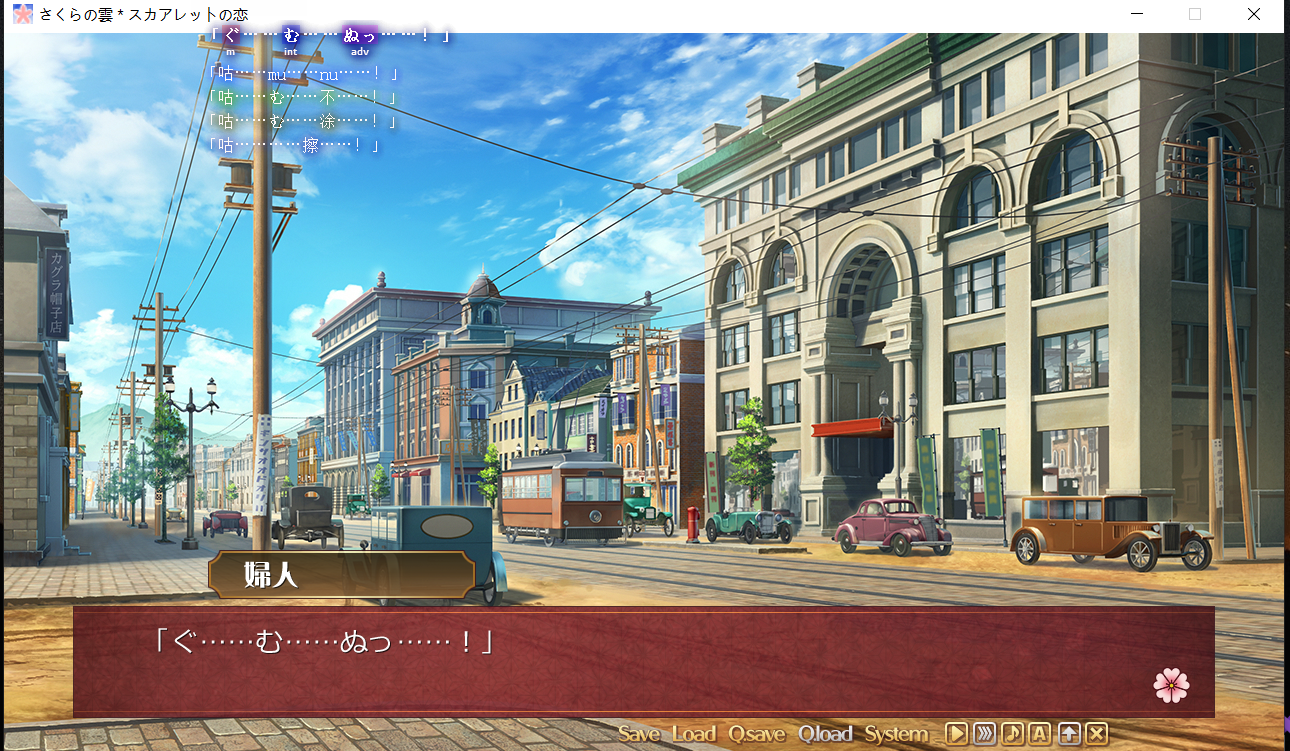 さくらの雲＊スカアレットの恋
「ぐ……む……ぬっ……！」
m int adv
「咕……mu……nu……！」
「咕……む……不……！」
「咕……む……涂……！」
「咕…………擦……！」
カグラ帽子店
婦人
「ぐ……む……ぬっ……！」
Save Load Q.save Q.load System
A